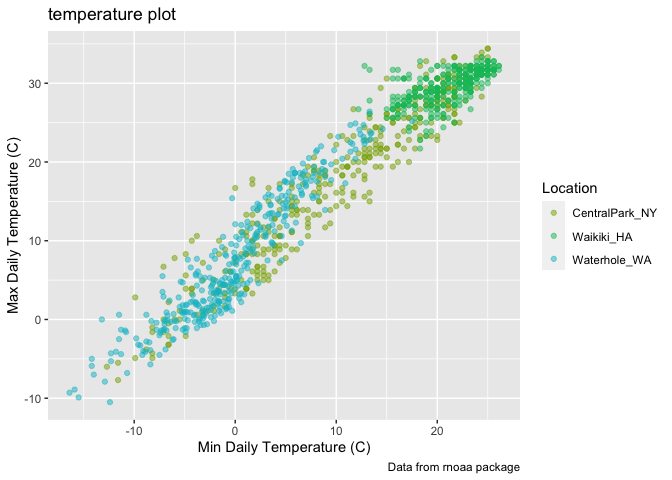 temperature plot
Max Daily Temperature (C)
30
20
10
0
-10
-10 0 10 20
Min Daily Temperature (C)
Location
CentralPark_NY
Waikiki_HA
Waterhole_WA
Data from rnoaa package